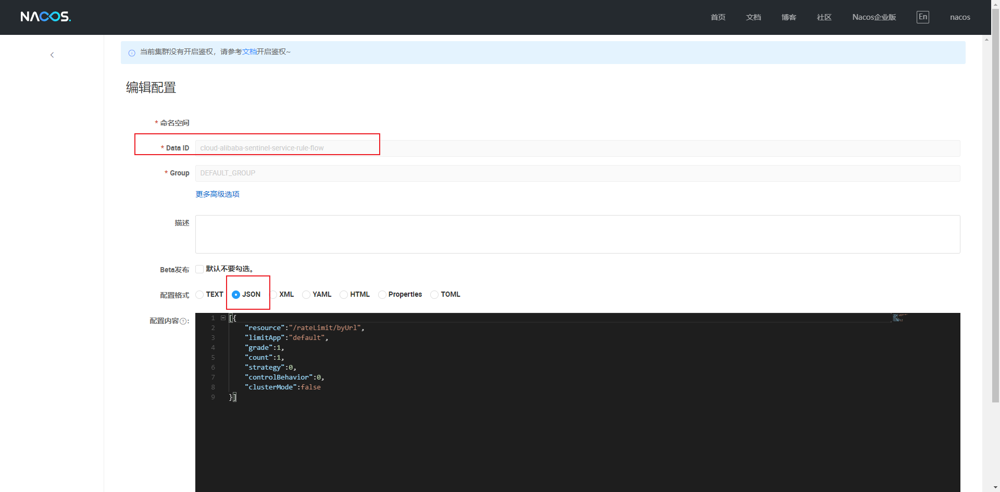 NACOS.
首页 文档 博客 社区 Nacos企业版 En nacos
当前集群没有开启鉴权，请参考文档开启鉴权~
编辑配置
* 命名空间
* Data ID cloud-alibaba-sentinel-service-rule-flow
* Group DEFAULT_GROUP
更多高级选项
描述
Beta发布 默认不要勾选。
配置格式 TEXT JSON XML YAML HTML Properties TOML
配置内容?:
1 [{
2 "resource":"/rateLimit/byUrl",
3 "limitApp":"default",
4 "grade":1,
5 "count":1,
6 "strategy":0,
7 "controlBehavior":0,
8 "clusterMode":false
9 }]